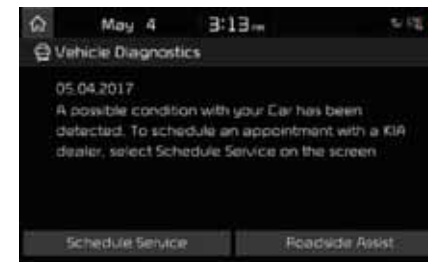 May 4 3:13 PM
Vehicle Diagnostics
05.04.2017
A possible condition with your Car has been
detected. To schedule an appointment with a KIA
dealer, select Schedule Service on the screen
Schedule Service Roadside Assist